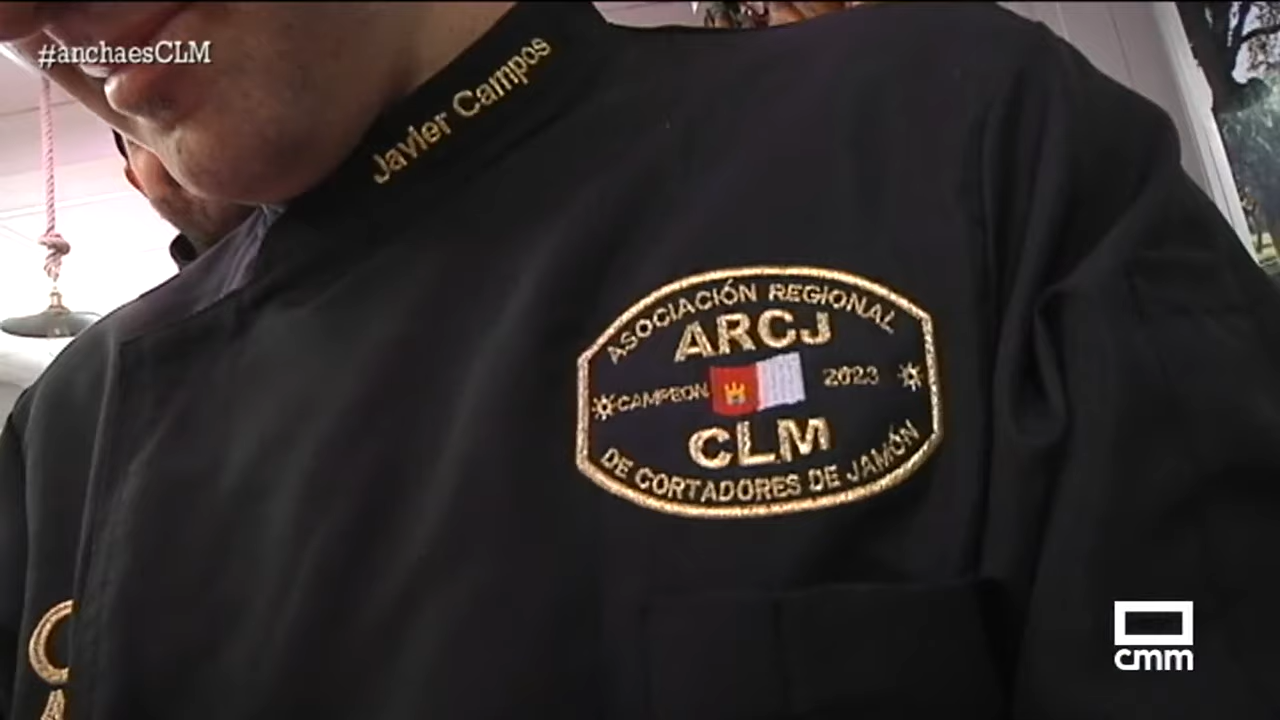 #anchaesCLM
Javier Campos
ASOCIACIÓN REGIONAL
ARCJ
CAMPEON 2023
CLM
DE CORTADORES DE JAMÓN
cmm